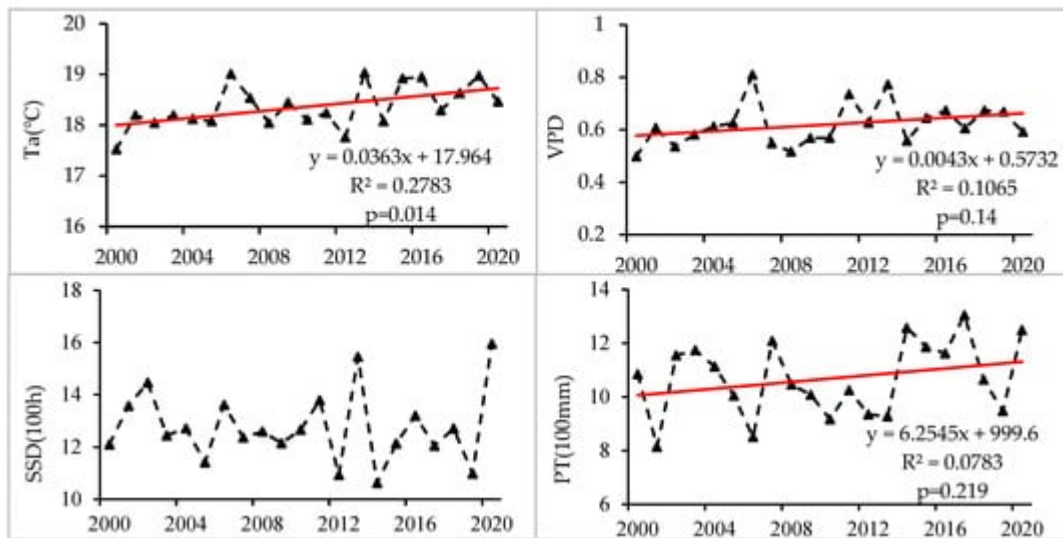 20
19
18
17
16
Ta(°C)
y = 0.0363x + 17.964
R² = 0.2783
p=0.014
2000 2004 2008 2012 2016 2020
1
0.8
0.6
0.4
0.2
VPD
y = 0.0043x + 0.5732
R² = 0.1065
p=0.14
2000 2004 2008 2012 2016 2020
18
16
14
12
10
SSD(100h)
2000 2004 2008 2012 2016 2020
14
12
10
8
6
PT(100mm)
y = 6.2545x + 999.6
R² = 0.0783
p=0.219
2000 2004 2008 2012 2016 2020